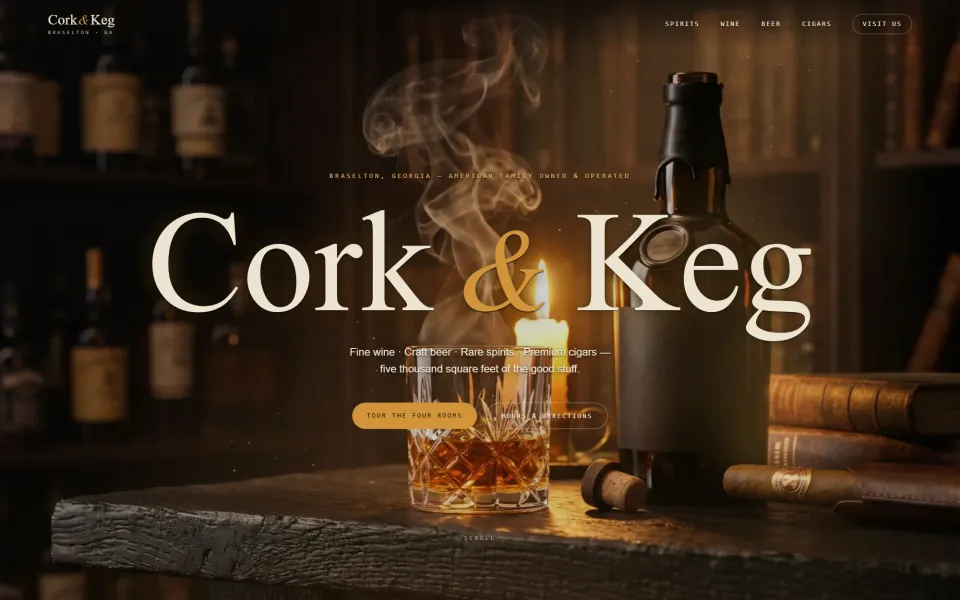 Cork&Keg
BRASELTON · GA
SPIRITS
WINE
BEER
CIGARS
VISIT US
BRASELTON, GEORGIA — AMERICAN FAMILY OWNED & OPERATED
Cork & Keg
Fine wine · Craft beer · Rare spirits · Premium cigars —
five thousand square feet of the good stuff.
TOUR THE FOUR ROOMS
HOURS & DIRECTIONS
SCROLL